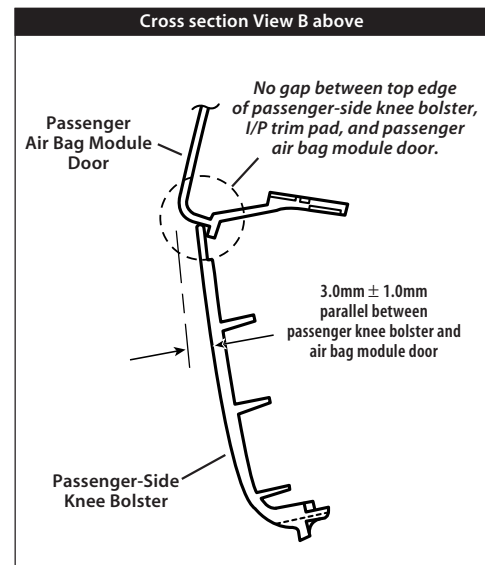 Cross section View B above
No gap between top edge
of passenger-side knee bolster,
I/P trim pad, and passenger
air bag module door.
Passenger
Air Bag Module
Door
3.0mm ± 1.0mm
parallel between
passenger knee bolster and
air bag module door
Passenger-Side
Knee Bolster